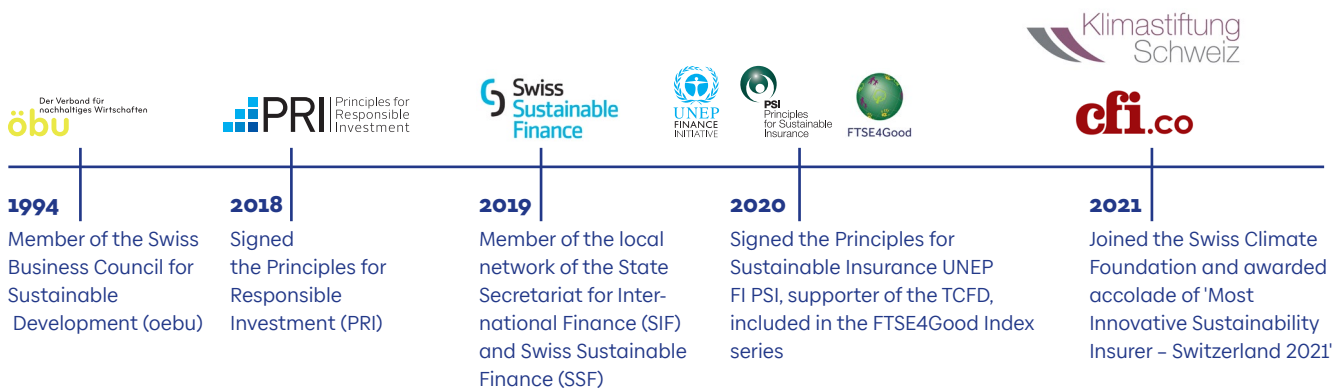 Der Verband für
nachhaltiges Wirtschaften
öbu
PRI
Principles for
Responsible
Investment
Swiss
Sustainable
Finance
UNEP
FINANCE
INITIATIVE
PSI
Principles
for Sustainable
Insurance
FTSE4Good
Klimastiftung
Schweiz
cfi.co
1994
Member of the Swiss
Business Council for
Sustainable
Development (oebu)
2018
Signed
the Principles for
Responsible
Investment (PRI)
2019
Member of the local
network of the State
Secretariat for Inter-
national Finance (SIF)
and Swiss Sustainable
Finance (SSF)
2020
Signed the Principles for
Sustainable Insurance UNEP
FI PSI, supporter of the TCFD,
included in the FTSE4Good Index
series
2021
Joined the Swiss Climate
Foundation and awarded
accolade of 'Most
Innovative Sustainability
Insurer – Switzerland 2021'